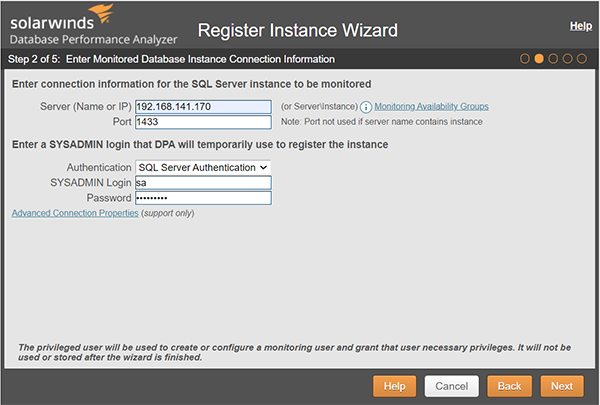 solarwinds
Database Performance Analyzer
Register Instance Wizard
Help
Step 2 of 5: Enter Monitored Database Instance Connection Information
Enter connection information for the SQL Server instance to be monitored
Server (Name or IP) 192.168.141.170 (or Server\Instance) i Monitoring Availability Groups
Port 1433 Note: Port not used if server name contains instance
Enter a SYSADMIN login that DPA will temporarily use to register the instance
Authentication SQL Server Authentication
SYSADMIN Login sa
Password •••••••••
Advanced Connection Properties (support only)
The privileged user will be used to create or configure a monitoring user and grant that user necessary privileges. It will not be
used or stored after the wizard is finished.
Help Cancel Back Next